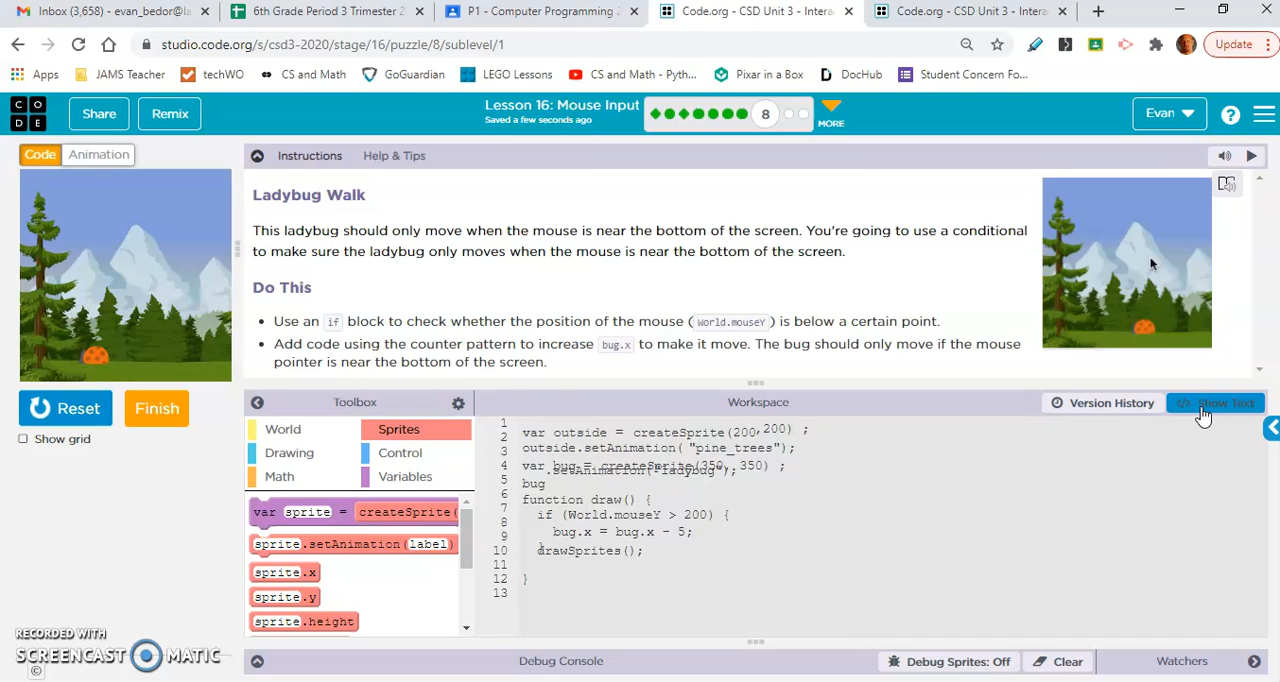 Inbox (3,658) - evan_bedor@l
6th Grade Period 3 Trimester 2
P1 - Computer Programming
Code.org - CSD Unit 3 - Intera
Code.org - CSD Unit 3 - Intera
studio.code.org/s/csd3-2020/stage/16/puzzle/8/sublevel/1
Update
Apps
JAMS Teacher
techWO
CS and Math
GoGuardian
LEGO Lessons
CS and Math - Pyth...
Pixar in a Box
DocHub
Student Concern Fo...
C O D E
Share
Remix
Lesson 16: Mouse Input
Saved a few seconds ago
8
MORE
Evan
?
Code
Animation
Instructions
Help & Tips
Ladybug Walk
This ladybug should only move when the mouse is near the bottom of the screen. You're going to use a conditional
to make sure the ladybug only moves when the mouse is near the bottom of the screen.
Do This
• Use an if block to check whether the position of the mouse (World.mouseY) is below a certain point.
• Add code using the counter pattern to increase bug.x to make it move. The bug should only move if the mouse
pointer is near the bottom of the screen.
Reset
Finish
Show grid
Toolbox
Workspace
Version History
Show Text
World
Sprites
Drawing
Control
Math
Variables
var sprite = createSprite(
sprite.setAnimation(label)
sprite.x
sprite.y
sprite.height
1
2 var outside = createSprite(200,200) ;
3 outside.setAnimation( "pine_trees");
4 var bug = createSprite(350, 350) ;
.setAnimation("ladybug");
5 bug
6 function draw() {
7 if (World.mouseY > 200) {
8 bug.x = bug.x - 5;
9 }
10 drawSprites();
11
12 }
13
Debug Console
Debug Sprites: Off
Clear
Watchers
RECORDED WITH
SCREENCAST MATIC
©